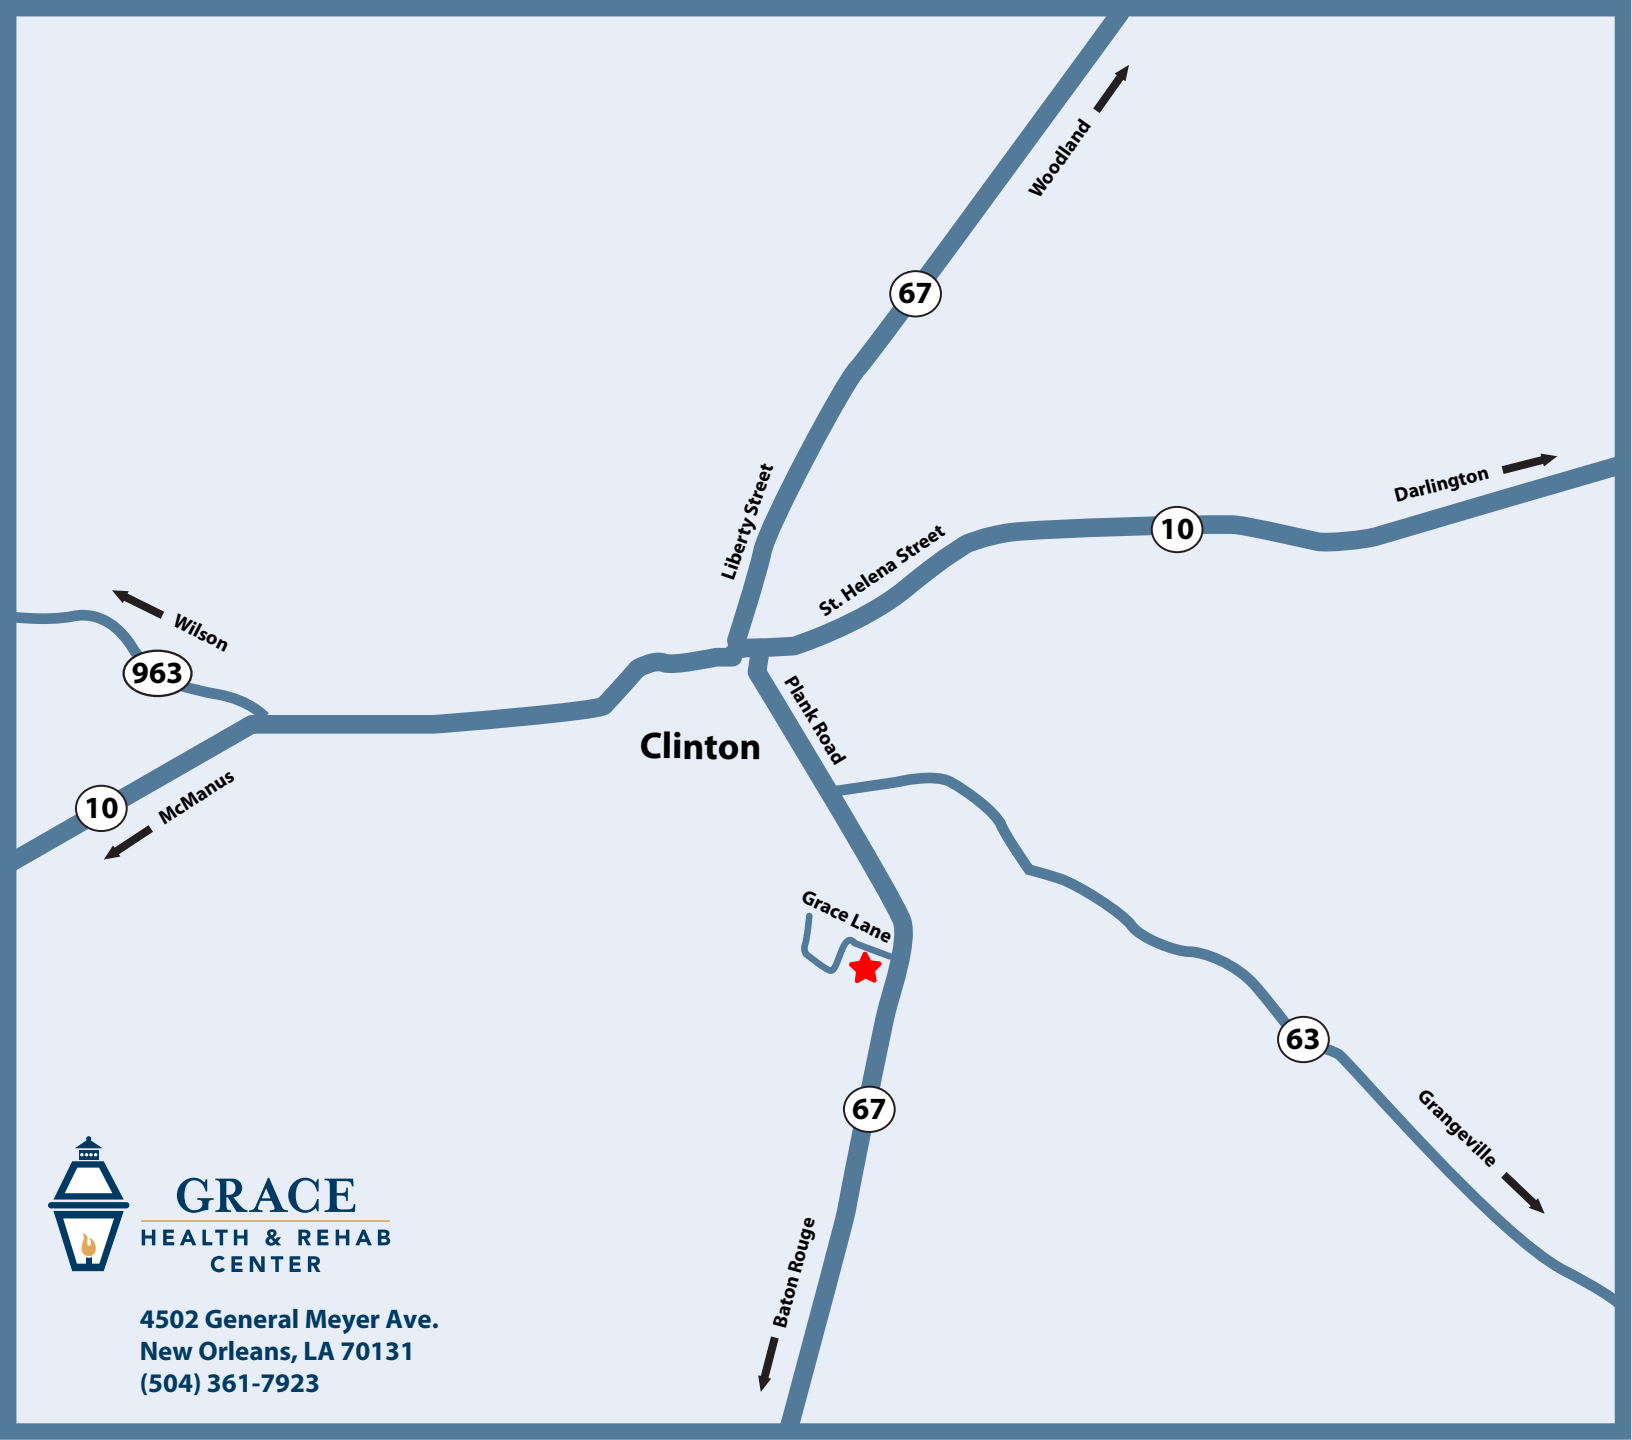 Woodland
67
Liberty Street
Darlington
St. Helena Street
10
Wilson
963
Plank Road
Clinton
10
McManus
Grace Lane
63
67
Grangeville
Baton Rouge
GRACE
HEALTH & REHAB
CENTER
4502 General Meyer Ave.
New Orleans, LA 70131
(504) 361-7923